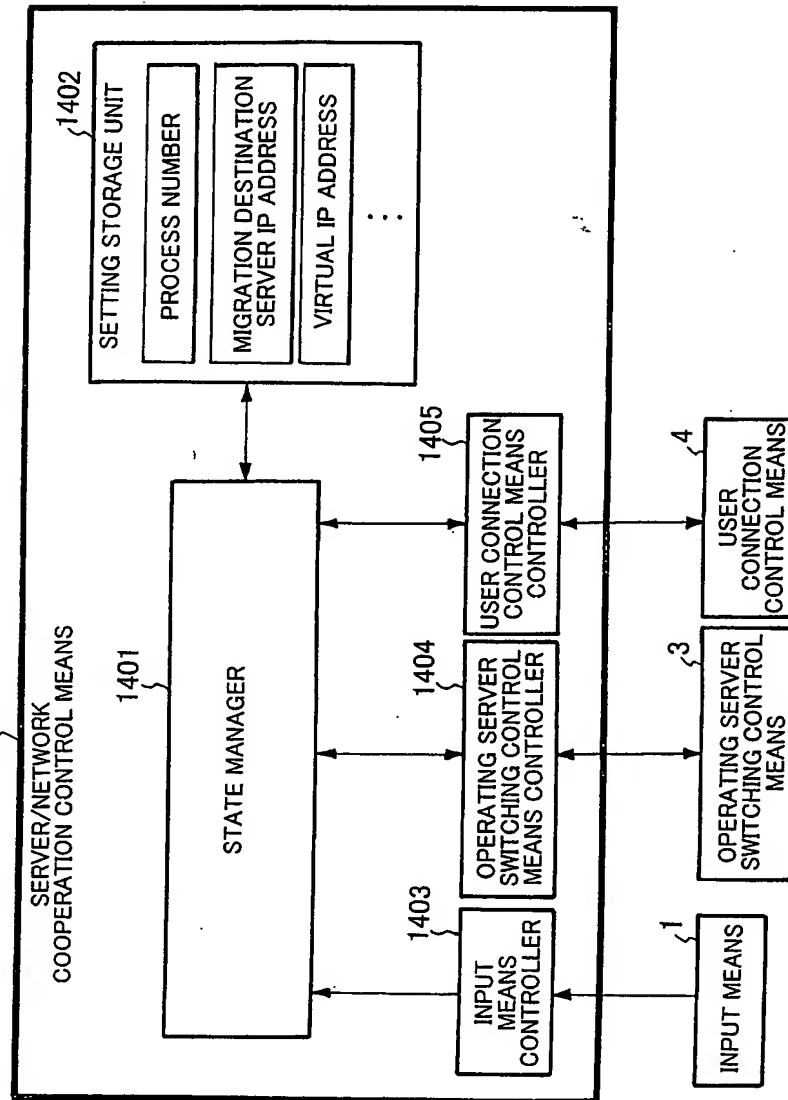 SERVER/NETWORK
COOPERATION CONTROL MEANS
1401
STATE MANAGER
1402
SETTING STORAGE UNIT
PROCESS NUMBER
MIGRATION DESTINATION
SERVER IP ADDRESS
VIRTUAL IP ADDRESS
1403
INPUT
MEANS
CONTROLLER
1404
OPERATING SERVER
SWITCHING CONTROL
MEANS CONTROLLER
1405
USER CONNECTION
CONTROL MEANS
CONTROLLER
1
INPUT MEANS
3
OPERATING SERVER
SWITCHING CONTROL
MEANS
4
USER
CONNECTION
CONTROL MEANS